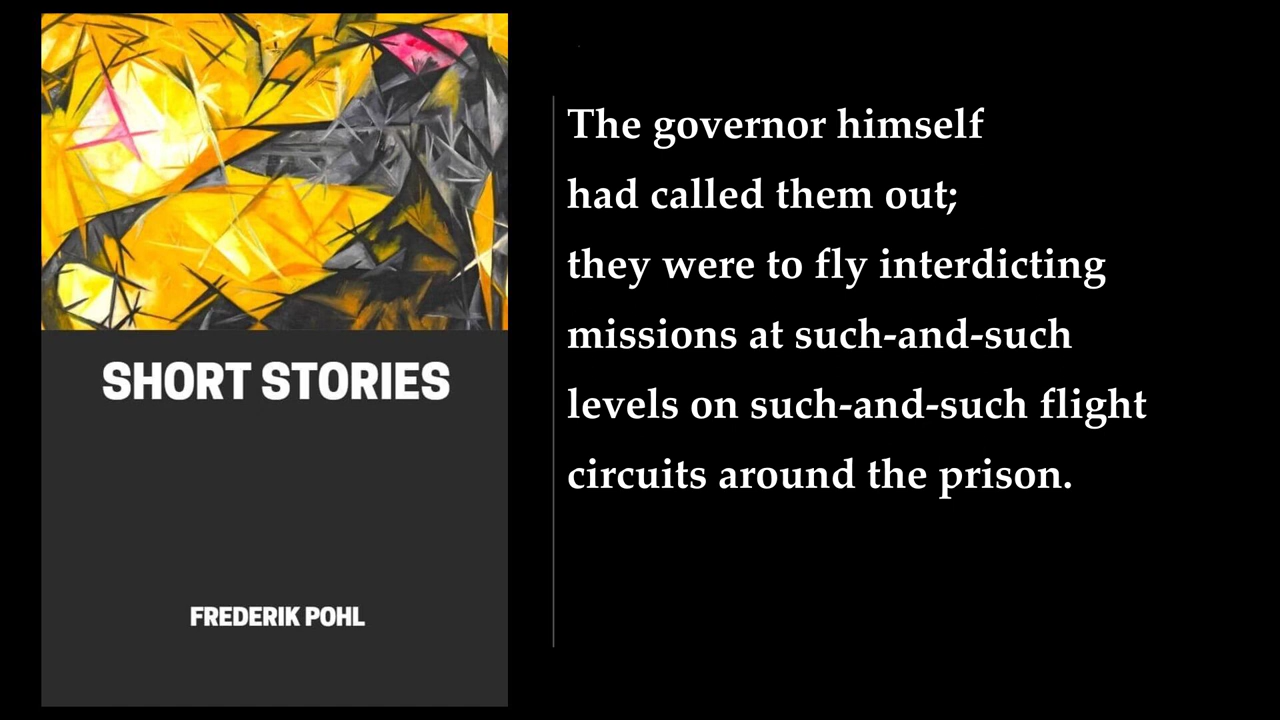 SHORT STORIES
FREDERIK POHL
The governor himself
had called them out;
they were to fly interdicting
missions at such-and-such
levels on such-and-such flight
circuits around the prison.